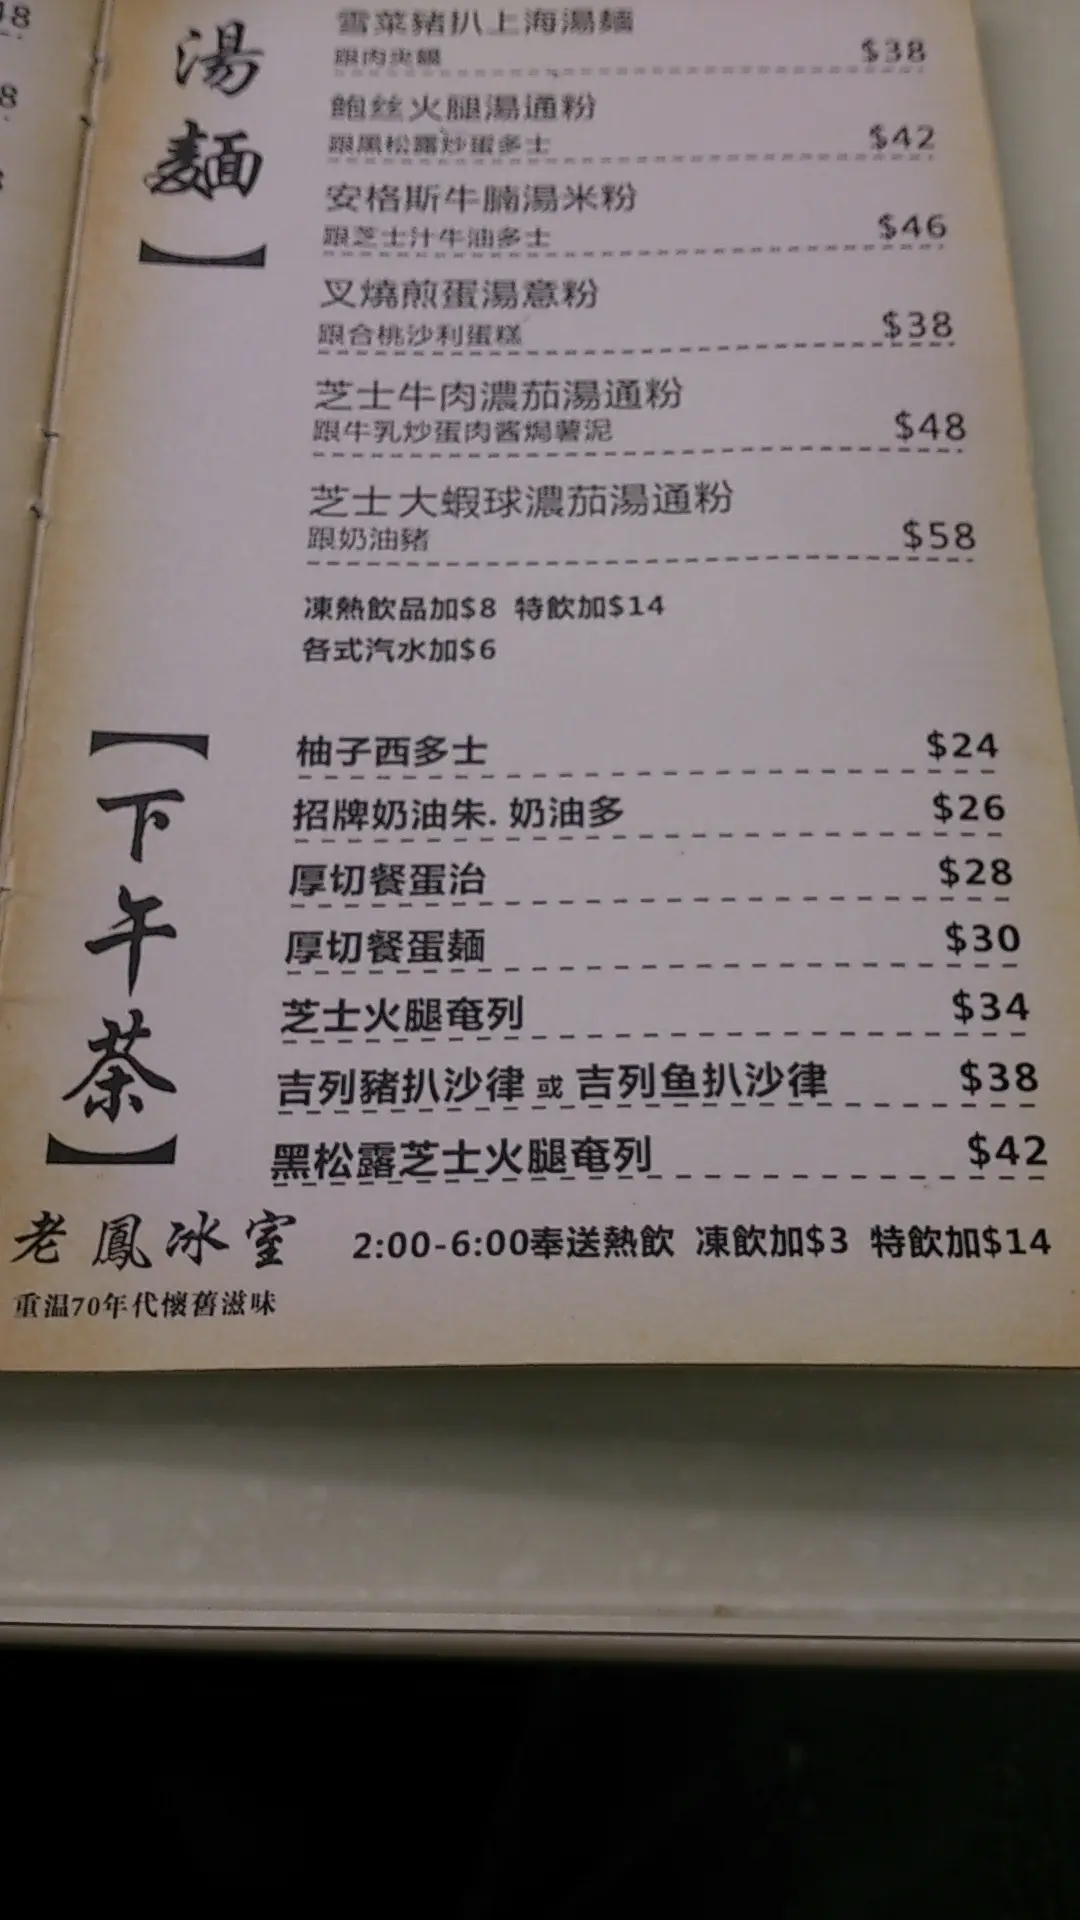 湯麵
雪菜豬扒上海湯麵
跟肉夾饃 $38
鮑丝火腿湯通粉
跟黑松露炒蛋多士 $42
安格斯牛腩湯米粉
跟芝士汁牛油多士 $46
叉燒煎蛋湯意粉
跟合桃沙利蛋糕 $38
芝士牛肉濃茄湯通粉
跟牛乳炒蛋肉酱焗薯泥 $48
芝士大蝦球濃茄湯通粉
跟奶油豬 $58
凍熱飲品加$8 特飲加$14
各式汽水加$6
【下午茶】
柚子西多士 $24
招牌奶油朱. 奶油多 $26
厚切餐蛋治 $28
厚切餐蛋麵 $30
芝士火腿奄列 $34
吉列豬扒沙律 或 吉列鱼扒沙律 $38
黑松露芝士火腿奄列 $42
老鳳冰室 2:00-6:00奉送熱飲 凍飲加$3 特飲加$14
重温70年代懷舊滋味